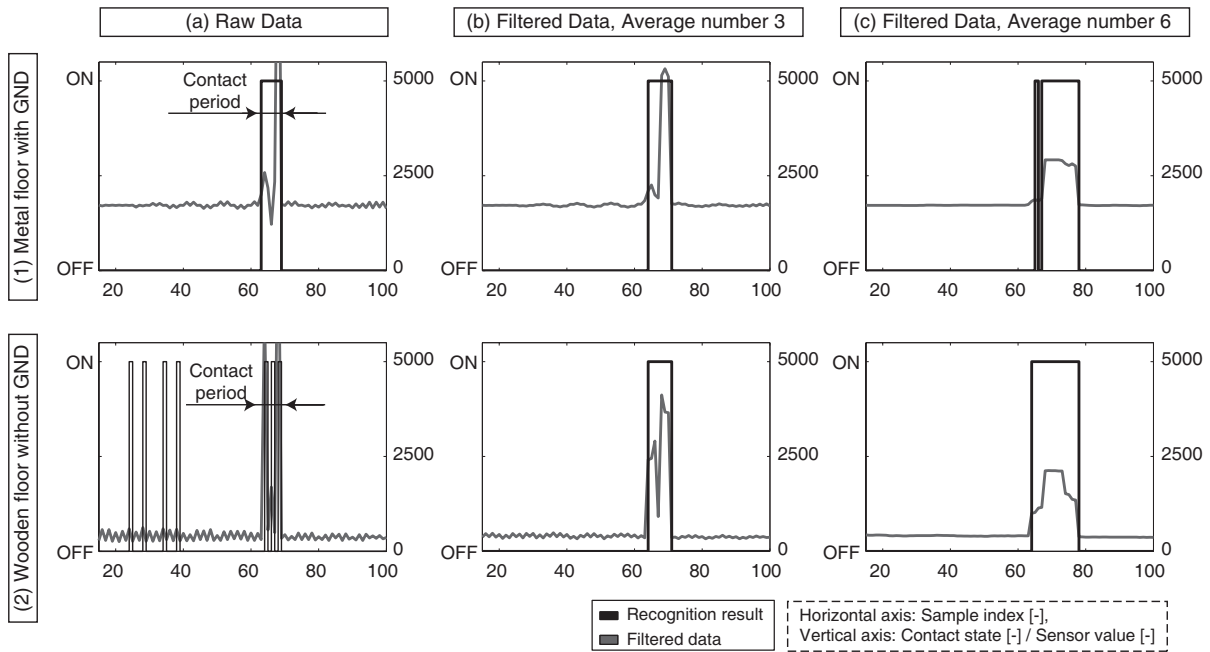 (a) Raw Data
(b) Filtered Data, Average number 3
(c) Filtered Data, Average number 6
(1) Metal floor with GND
ON
Contact
period
OFF
5000
2500
0
20 40 60 80 100
ON
OFF
5000
2500
0
20 40 60 80 100
ON
OFF
5000
2500
0
20 40 60 80 100
(2) Wooden floor without GND
ON
Contact
period
OFF
5000
2500
0
20 40 60 80 100
ON
OFF
5000
2500
0
20 40 60 80 100
ON
OFF
5000
2500
0
20 40 60 80 100
Recognition result
Filtered data
Horizontal axis: Sample index [-],
Vertical axis: Contact state [-] / Sensor value [-]